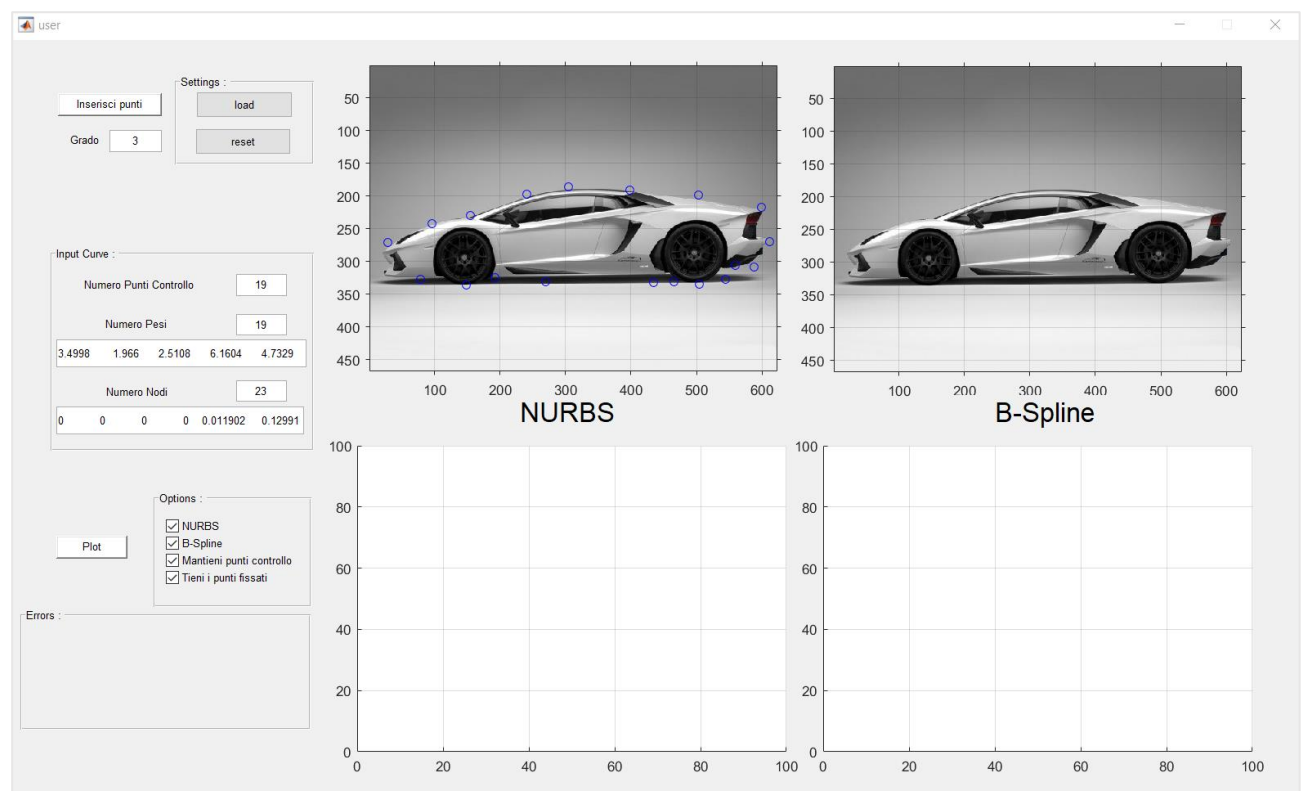 user
Settings :
Inserisci punti
load
Grado
3
reset
Input Curve :
Numero Punti Controllo
19
Numero Pesi
19
3.4998 1.966 2.5108 6.1604 4.7329
Numero Nodi
23
0 0 0 0 0.011902 0.12991
Options :
NURBS
B-Spline
Mantieni punti controllo
Tieni i punti fissati
Plot
Errors :
50
100
150
200
250
300
350
400
450
100 200 300 400 500 600
NURBS
50
100
150
200
250
300
350
400
450
100 200 300 400 500 600
B-Spline
100
80
60
40
20
0
0 20 40 60 80 100
100
80
60
40
20
0
0 20 40 60 80 100